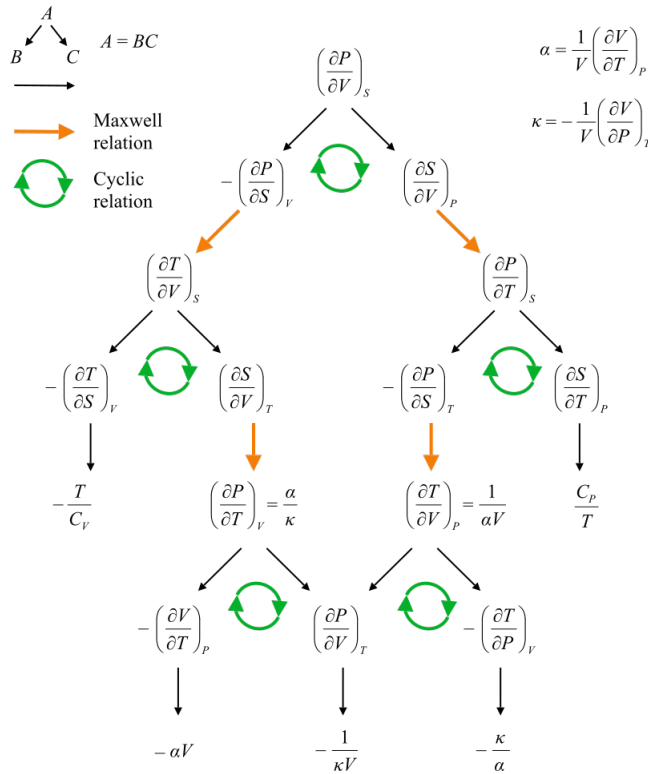 A
B C A = BC
Maxwell relation
Cyclic relation
α = 1/V (∂V/∂T)_P
κ = − 1/V (∂V/∂P)_T
(∂P/∂V)_S
− (∂P/∂S)_V (∂S/∂V)_P
(∂T/∂V)_S (∂P/∂T)_S
− (∂T/∂S)_V (∂S/∂V)_T − (∂P/∂S)_T (∂S/∂T)_P
− T/C_V (∂P/∂T)_V = α/κ (∂T/∂V)_P = 1/αV C_P/T
− (∂V/∂T)_P (∂P/∂V)_T − (∂T/∂P)_V
− αV − 1/κV − κ/α